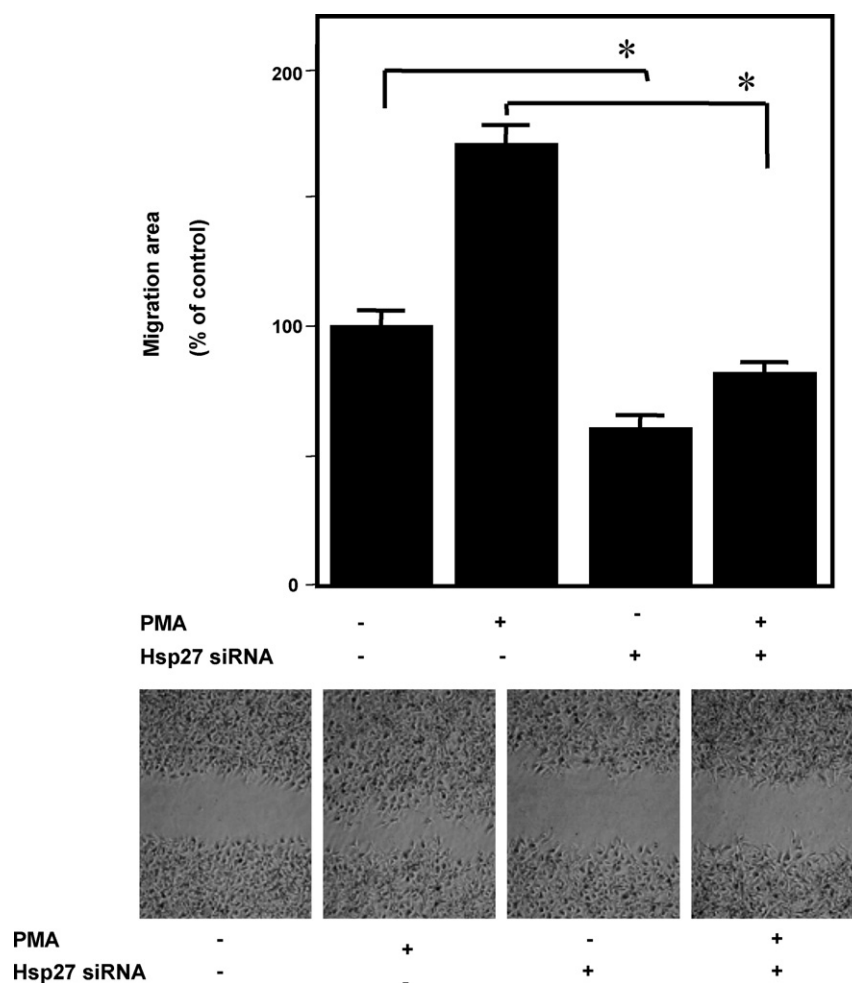 *
200
*
Migration area
(% of control)
100
0
PMA - + - +
Hsp27 siRNA - - + +
PMA - + - +
Hsp27 siRNA - - + +